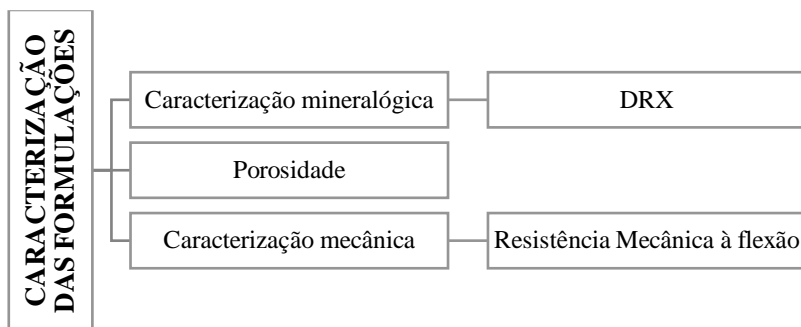 CARACTERIZAÇÃO
DAS FORMULAÇÕES
Caracterização mineralógica
DRX
Porosidade
Caracterização mecânica
Resistência Mecânica à flexão